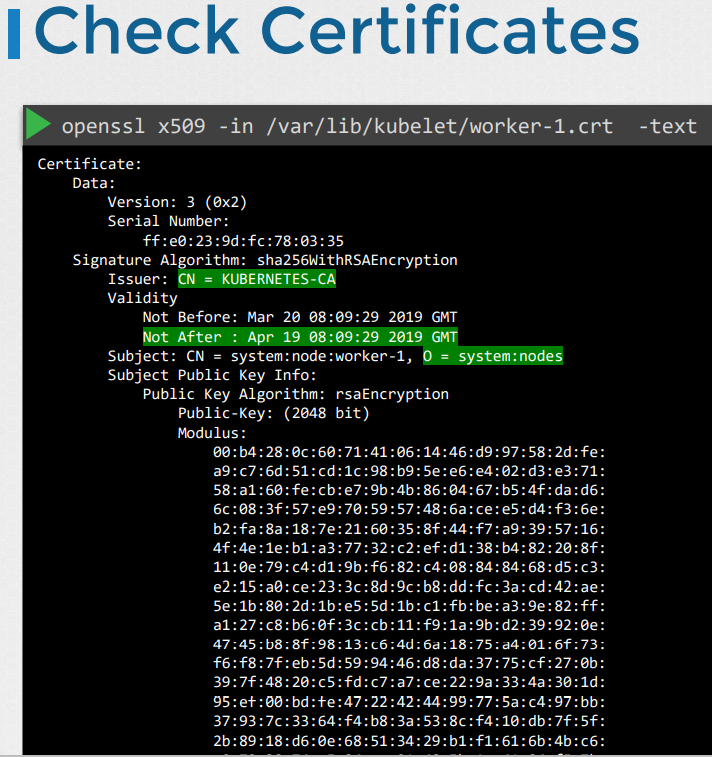 Check Certificates
openssl x509 -in /var/lib/kubelet/worker-1.crt -text
Certificate:
Data:
Version: 3 (0x2)
Serial Number:
ff:e0:23:9d:fc:78:03:35
Signature Algorithm: sha256WithRSAEncryption
Issuer: CN = KUBERNETES-CA
Validity
Not Before: Mar 20 08:09:29 2019 GMT
Not After : Apr 19 08:09:29 2019 GMT
Subject: CN = system:node:worker-1, O = system:nodes
Subject Public Key Info:
Public Key Algorithm: rsaEncryption
Public-Key: (2048 bit)
Modulus:
00:b4:28:0c:60:71:41:06:14:46:d9:97:58:2d:fe:
a9:c7:6d:51:cd:1c:98:b9:5e:e6:e4:02:d3:e3:71:
58:a1:60:fe:cb:e7:9b:4b:86:04:67:b5:4f:da:d6:
6c:08:3f:57:e9:70:59:57:48:6a:ce:e5:d4:f3:6e:
b2:fa:8a:18:7e:21:60:35:8f:44:f7:a9:39:57:16:
4f:4e:1e:b1:a3:77:32:c2:ef:d1:38:b4:82:20:8f:
11:0e:79:c4:d1:9b:f6:82:c4:08:84:84:68:d5:c3:
e2:15:a0:ce:23:3c:8d:9c:b8:dd:fc:3a:cd:42:ae:
5e:1b:80:2d:1b:e5:5d:1b:c1:fb:be:a3:9e:82:ff:
a1:27:c8:b6:0f:3c:cb:11:f9:1a:9b:d2:39:92:0e:
47:45:b8:8f:98:13:c6:4d:6a:18:75:a4:01:6f:73:
f6:f8:7f:eb:5d:59:94:46:d8:da:37:75:cf:27:0b:
39:7f:48:20:c5:fd:c7:a7:ce:22:9a:33:4a:30:1d:
95:ef:00:bd:fe:47:22:42:44:99:77:5a:c4:97:bb:
37:93:7c:33:64:f4:b8:3a:53:8c:f4:10:db:7f:5f:
2b:89:18:d6:0e:68:51:34:29:b1:f1:61:6b:4b:c6: